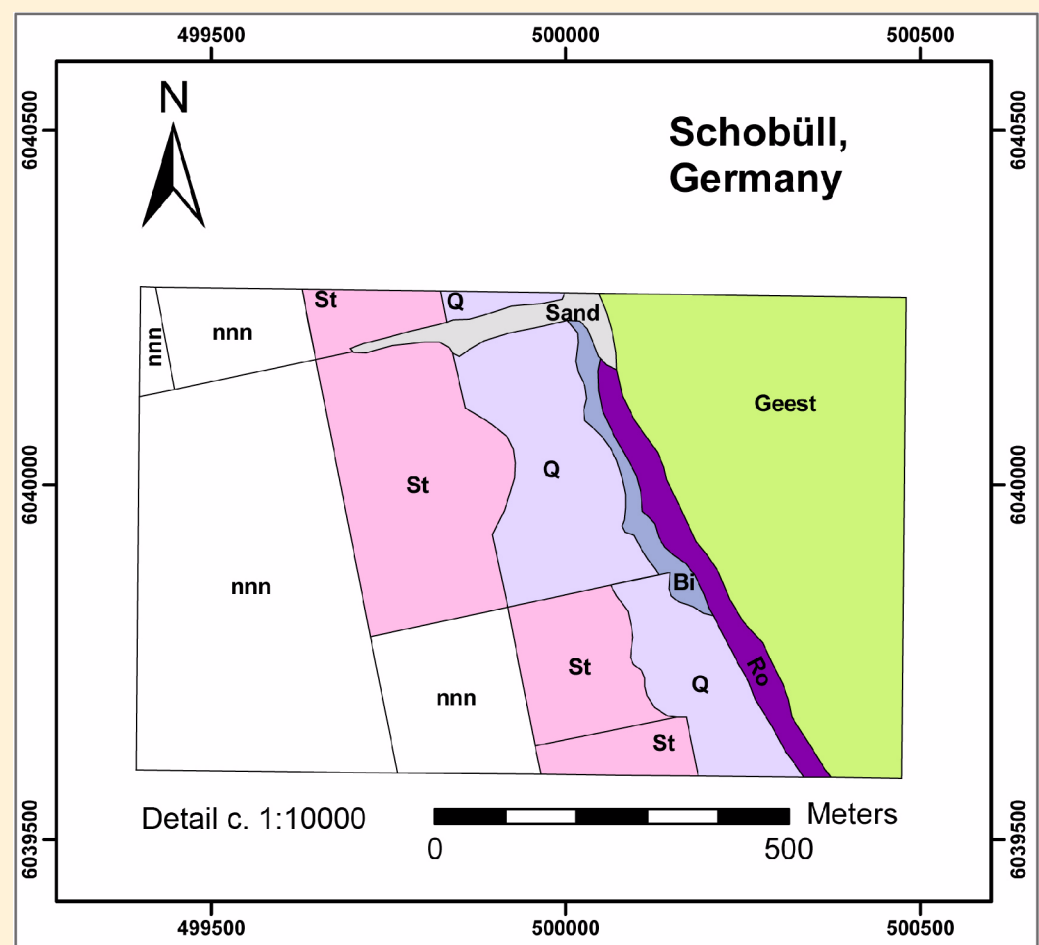 499500 500000 500500
N
Schobüll,
Germany
6040500 6040500
St Q Sand
nnn nnn
Geest
Q
St
6040000 6040000
nnn Bi
St Ro
Q
nnn
St
Detail c. 1:10000 Meters
0 500
6039500 6039500
499500 500000 500500